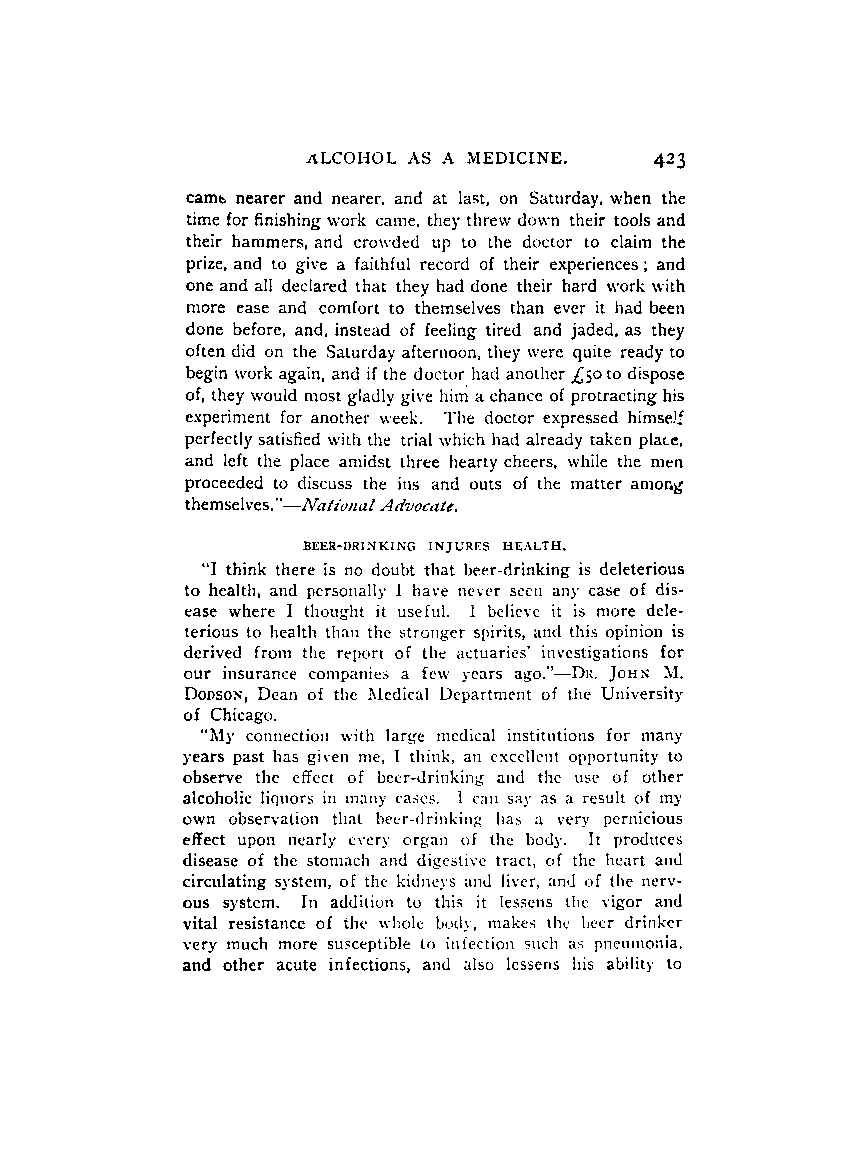 ALCOHOL AS A MEDICINE. 423
came nearer and nearer, and at last, on Saturday, when the
time for finishing work came, they threw down their tools and
their hammers, and crowded up to the doctor to claim the
prize, and to give a faithful record of their experiences; and
one and all declared that they had done their hard work with
more ease and comfort to themselves than ever it had been
done before, and, instead of feeling tired and jaded, as they
often did on the Saturday afternoon, they were quite ready to
begin work again, and if the doctor had another £50 to dispose
of, they would most gladly give him a chance of protracting his
experiment for another week. The doctor expressed himself
perfectly satisfied with the trial which had already taken place,
and left the place amidst three hearty cheers, while the men
proceeded to discuss the ins and outs of the matter among
themselves."—National Advocate.
BEER-DRINKING INJURES HEALTH.
"I think there is no doubt that beer-drinking is deleterious
to health, and personally I have never seen any case of dis-
ease where I thought it useful. I believe it is more dele-
terious to health than the stronger spirits, and this opinion is
derived from the report of the actuaries' investigations for
our insurance companies a few years ago."—DR. JOHN M.
DODSON, Dean of the Medical Department of the University
of Chicago.
"My connection with large medical institutions for many
years past has given me, I think, an excellent opportunity to
observe the effect of beer-drinking and the use of other
alcoholic liquors in many cases. I can say as a result of my
own observation that beer-drinking has a very pernicious
effect upon nearly every organ of the body. It produces
disease of the stomach and digestive tract, of the heart and
circulating system, of the kidneys and liver, and of the nerv-
ous system. In addition to this it lessens the vigor and
vital resistance of the whole body, makes the beer drinker
very much more susceptible to infection such as pneumonia,
and other acute infections, and also lessens his ability to